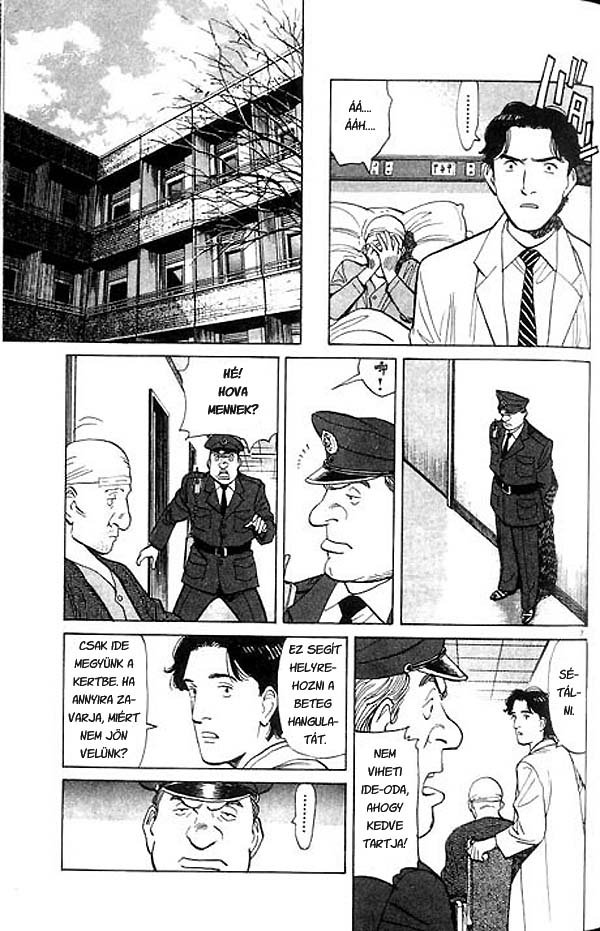 .......
ÁÁ....
ÁÁH....
!
HÉ!
HOVA
MENNEK?
7
SÉ-
TÁL-
NI.
NEM
VIHETI
IDE-ODA,
AHOGY
KEDVE
TARTJA!
EZ SEGÍT
HELYRE-
HOZNI A
BETEG
HANGULA-
TÁT.
CSAK IDE
MEGYÜNK A
KERTBE. HA
ANNYIRA ZA-
VARJA, MIÉRT
NEM JÖN
VELÜNK?
.......